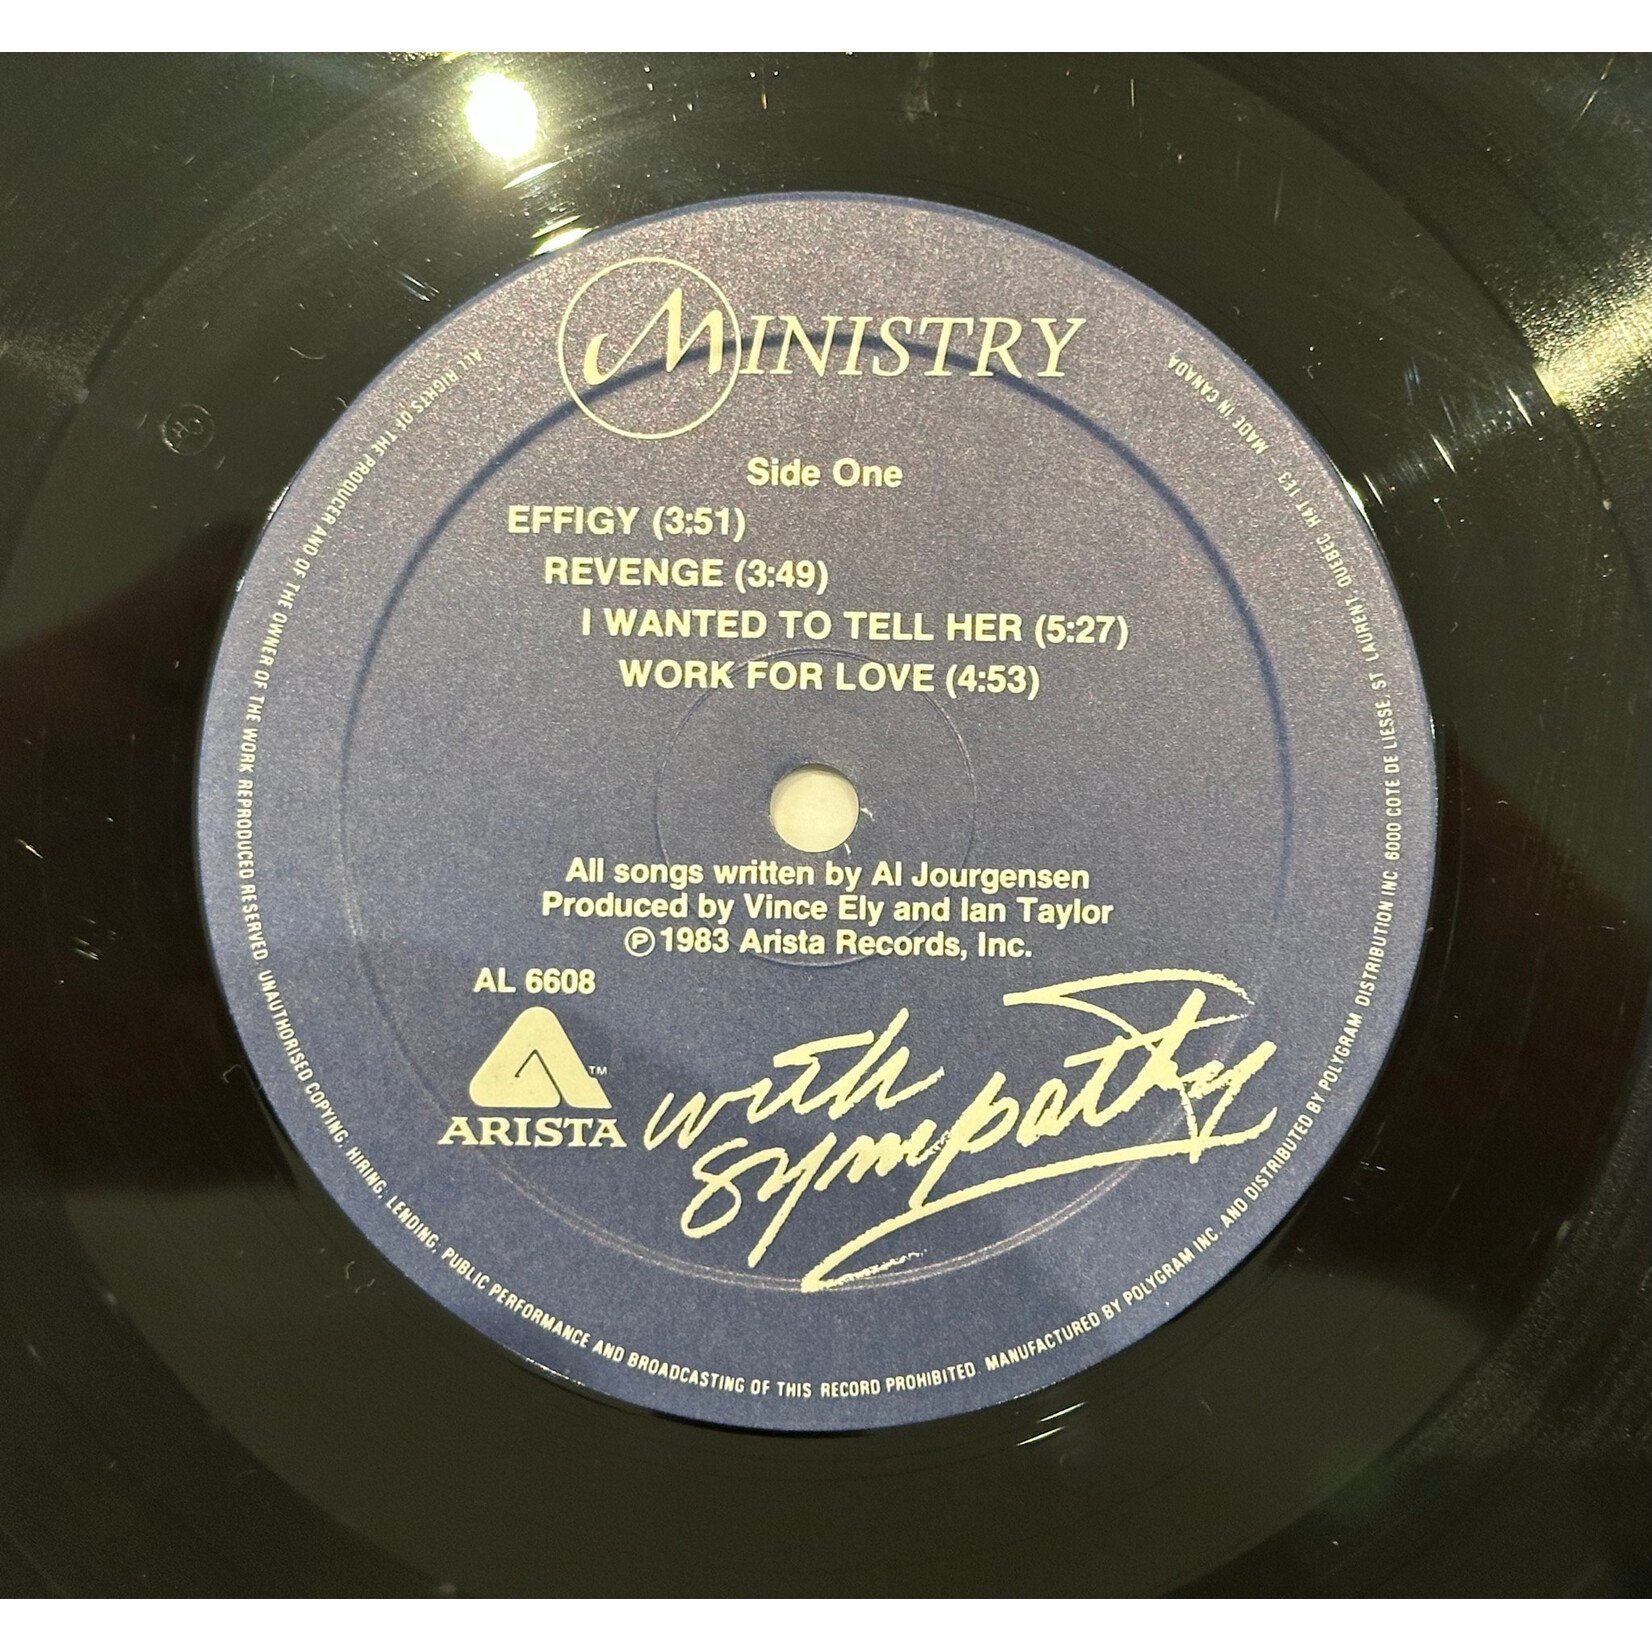 MINISTRY
Side One
EFFIGY (3:51)
REVENGE (3:49)
I WANTED TO TELL HER (5:27)
WORK FOR LOVE (4:53)
All songs written by Al Jourgensen
Produced by Vince Ely and Ian Taylor
℗ 1983 Arista Records, Inc.
AL 6608
ARISTA™
with
sympathy
ALL RIGHTS OF THE PRODUCER AND OF THE OWNER OF THE WORK REPRODUCED RESERVED. UNAUTHORISED COPYING, HIRING, LENDING, PUBLIC PERFORMANCE AND BROADCASTING OF THIS RECORD PROHIBITED. MANUFACTURED BY POLYGRAM INC. AND DISTRIBUTED BY POLYGRAM DISTRIBUTION INC 6000 COTE DE LIESSE, ST LAURENT, QUEBEC H4T 1E3 MADE IN CANADA